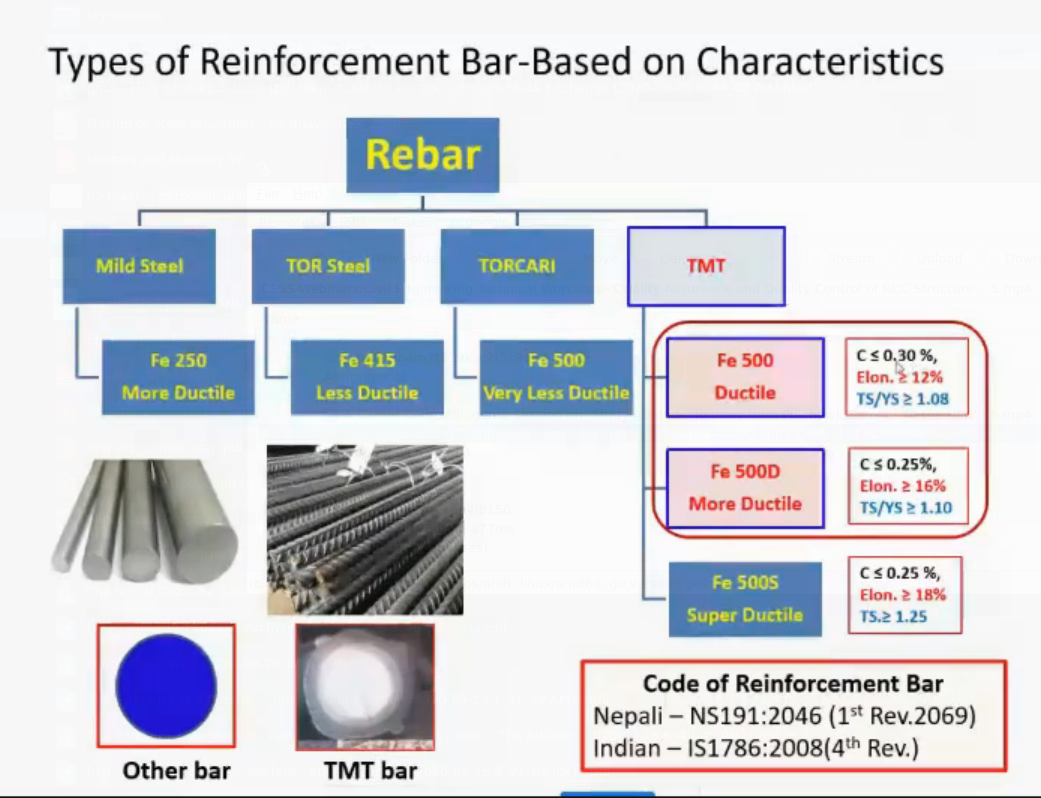 Types of Reinforcement Bar-Based on Characteristics
Rebar
Mild Steel
TOR Steel
TORCARI
TMT
Fe 250
More Ductile
Fe 415
Less Ductile
Fe 500
Very Less Ductile
Fe 500
Ductile
C ≤ 0.30 %,
Elon. ≥ 12%
TS/YS ≥ 1.08
Fe 500D
More Ductile
C ≤ 0.25%,
Elon. ≥ 16%
TS/YS ≥ 1.10
Fe 500S
Super Ductile
C ≤ 0.25 %,
Elon. ≥ 18%
TS.≥ 1.25
Other bar
TMT bar
Code of Reinforcement Bar
Nepali – NS191:2046 (1st Rev.2069)
Indian – IS1786:2008(4th Rev.)